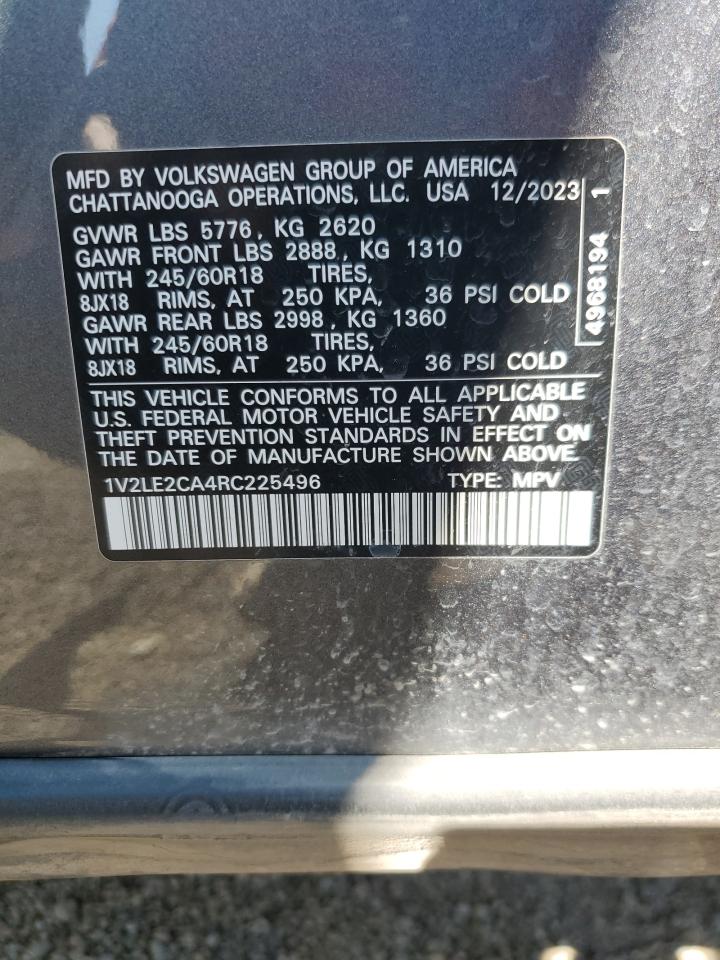 MFD BY VOLKSWAGEN GROUP OF AMERICA
CHATTANOOGA OPERATIONS, LLC. USA 12/2023
GVWR LBS 5776, KG 2620
GAWR FRONT LBS 2888, KG 1310
WITH 245/60R18 TIRES,
8JX18 RIMS, AT 250 KPA, 36 PSI COLD
GAWR REAR LBS 2998, KG 1360
WITH 245/60R18 TIRES,
8JX18 RIMS, AT 250 KPA, 36 PSI COLD
4968194 1
THIS VEHICLE CONFORMS TO ALL APPLICABLE
U.S. FEDERAL MOTOR VEHICLE SAFETY AND
THEFT PREVENTION STANDARDS IN EFFECT ON
THE DATE OF MANUFACTURE SHOWN ABOVE.
1V2LE2CA4RC225496 TYPE: MPV